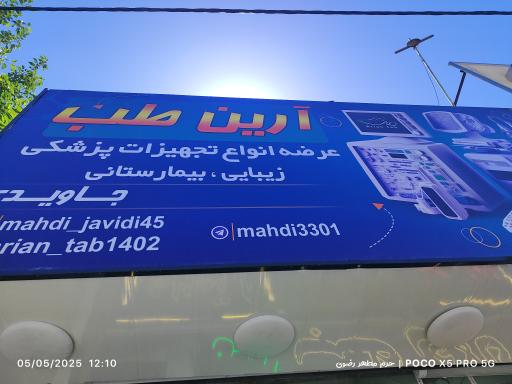 آرین طب
عرضه انواع تجهیزات پزشکی
زیبایی ، بیمارستانی
mahdi_javidi45
mahdi3301
rian_tab1402
05/05/2025 12:10
حرم مطهر رضوی | POCO X5 PRO 5G